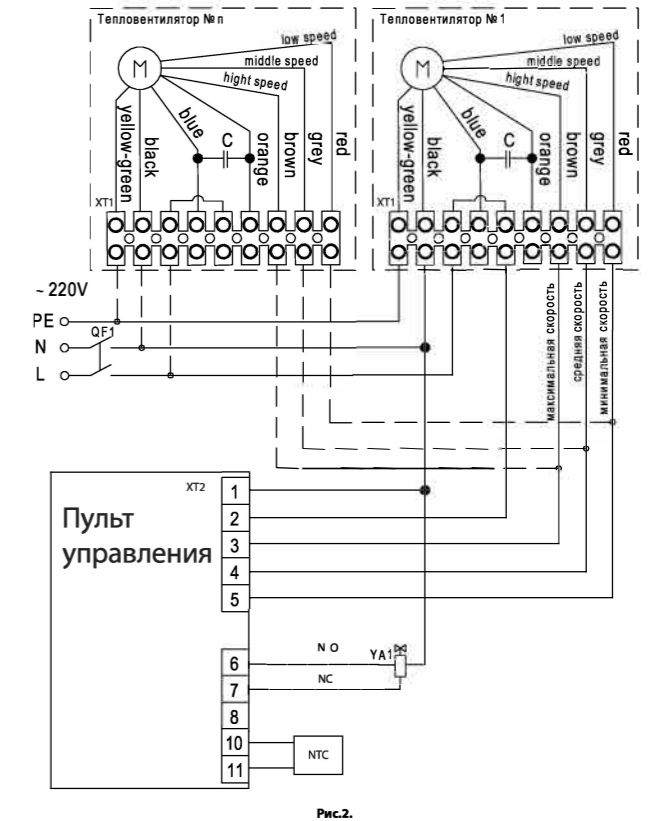 Тепловентилятор №n
Тепловентилятор №1
low speed
middle speed
hight speed
low speed
middle speed
hight speed
M
M
yellow-green
black
blue
C
orange
brown
grey
red
yellow-green
black
blue
C
orange
brown
grey
red
XT1
XT1
~ 220V
PE
QF1
N
L
максимальная скорость
средняя скорость
минимальная скорость
Пульт
управления
XT2
1
2
3
4
5
6
7
8
10
11
N O
YA1
NC
NTC
Рис.2.